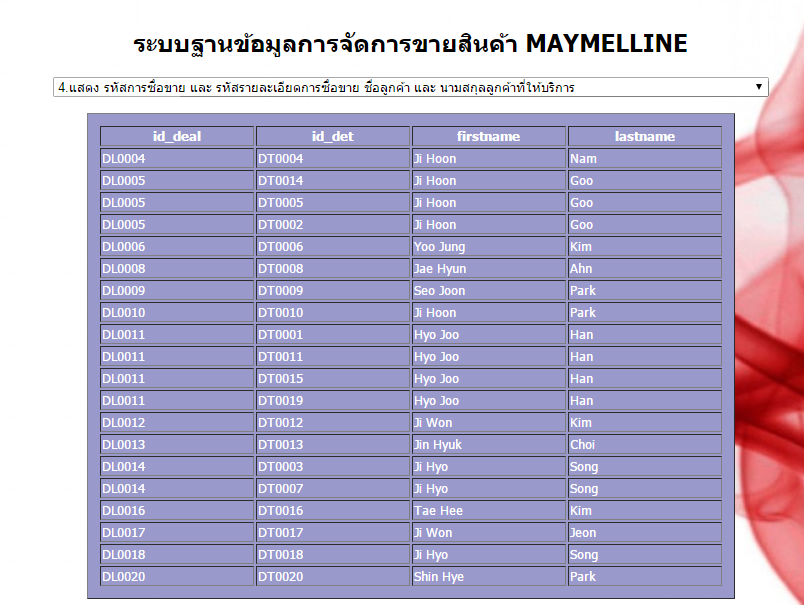 ระบบฐานข้อมูลการจัดการขายสินค้า MAYMELLINE
4.แสดง รหัสการซื้อขาย และ รหัสรายละเอียดการซื้อขาย ชื่อลูกค้า และ นามสกุลลูกค้าที่ให้บริการ
id_deal id_det firstname lastname
DL0004 DT0004 Ji Hoon Nam
DL0005 DT0014 Ji Hoon Goo
DL0005 DT0005 Ji Hoon Goo
DL0005 DT0002 Ji Hoon Goo
DL0006 DT0006 Yoo Jung Kim
DL0008 DT0008 Jae Hyun Ahn
DL0009 DT0009 Seo Joon Park
DL0010 DT0010 Ji Hoon Park
DL0011 DT0001 Hyo Joo Han
DL0011 DT0011 Hyo Joo Han
DL0011 DT0015 Hyo Joo Han
DL0011 DT0019 Hyo Joo Han
DL0012 DT0012 Ji Won Kim
DL0013 DT0013 Jin Hyuk Choi
DL0014 DT0003 Ji Hyo Song
DL0014 DT0007 Ji Hyo Song
DL0016 DT0016 Tae Hee Kim
DL0017 DT0017 Ji Won Jeon
DL0018 DT0018 Ji Hyo Song
DL0020 DT0020 Shin Hye Park